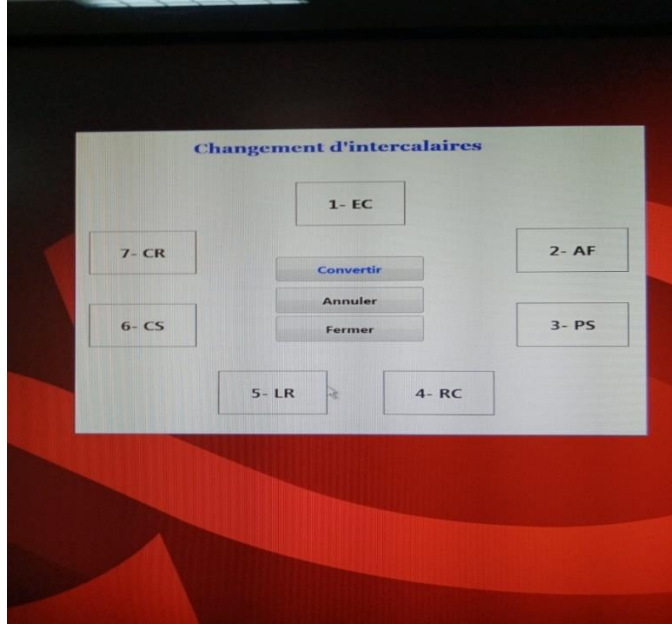 Changement d'intercalaires
1- EC
7- CR
2- AF
Convertir
Annuler
6- CS
3- PS
Fermer
5- LR
4- RC